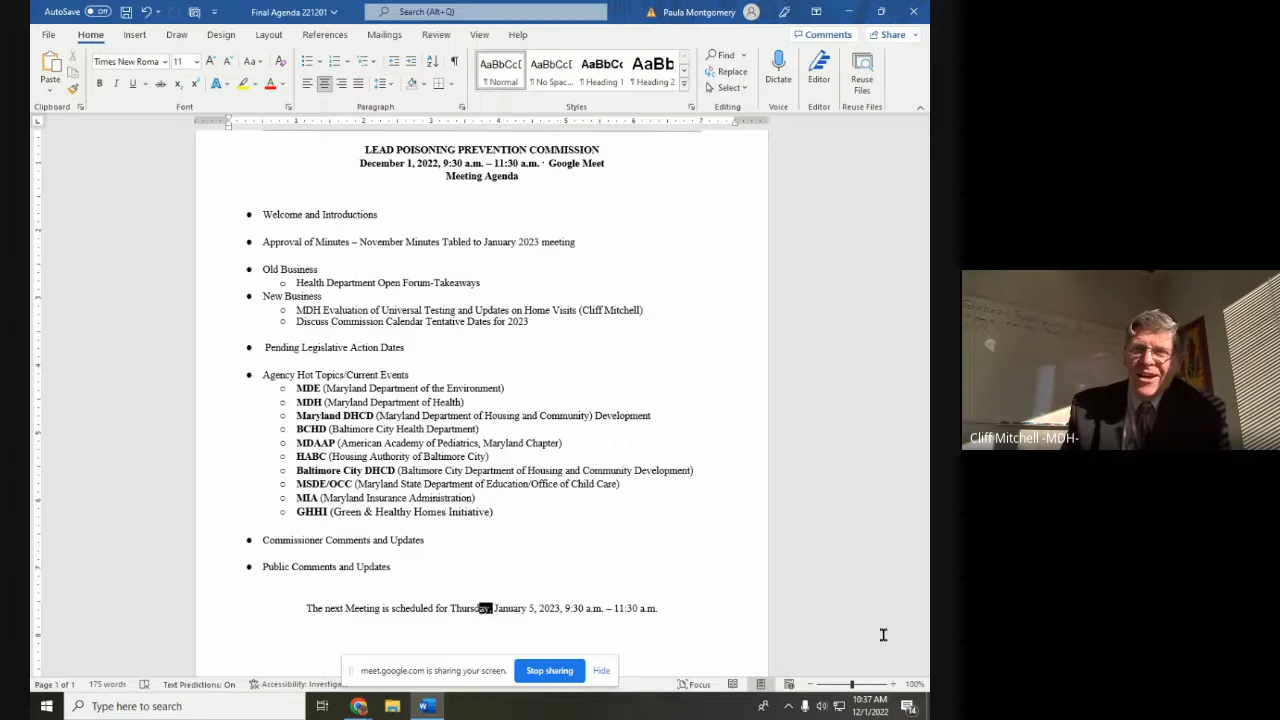 AutoSave Off Final Agenda 221201 Search (Alt+Q) Paula Montgomery
File Home Insert Draw Design Layout References Mailings Review View Help Comments Share
Paste Times New Roma 11 Aa
B I U ab x x A A
AaBbCcI AaBbCcI AaBbCc AaBb
¶ Normal ¶ No Spac... ¶ Heading 1 ¶ Heading 2
Find
Replace
Select
Dictate Editor Reuse Files
Clipboard Font Paragraph Styles Editing Voice Editor Reuse Files
1 2 3 4 5 6 7
LEAD POISONING PREVENTION COMMISSION
December 1, 2022, 9:30 a.m. – 11:30 a.m. · Google Meet
Meeting Agenda
● Welcome and Introductions
● Approval of Minutes – November Minutes Tabled to January 2023 meeting
● Old Business
○ Health Department Open Forum-Takeaways
● New Business
○ MDH Evaluation of Universal Testing and Updates on Home Visits (Cliff Mitchell)
○ Discuss Commission Calendar Tentative Dates for 2023
● Pending Legislative Action Dates
● Agency Hot Topics/Current Events
○ MDE (Maryland Department of the Environment)
○ MDH (Maryland Department of Health)
○ Maryland DHCD (Maryland Department of Housing and Community) Development
○ BCHD (Baltimore City Health Department)
○ MDAAP (American Academy of Pediatrics, Maryland Chapter)
○ HABC (Housing Authority of Baltimore City)
○ Baltimore City DHCD (Baltimore City Department of Housing and Community Development)
○ MSDE/OCC (Maryland State Department of Education/Office of Child Care)
○ MIA (Maryland Insurance Administration)
○ GHHI (Green & Healthy Homes Initiative)
● Commissioner Comments and Updates
● Public Comments and Updates
The next Meeting is scheduled for Thursday, January 5, 2023, 9:30 a.m. – 11:30 a.m.
Cliff Mitchell -MDH-
meet.google.com is sharing your screen. Stop sharing Hide
Page 1 of 1 175 words Text Predictions: On Accessibility: Investiga Focus 100%
Type here to search
10:37 AM
12/1/2022
14